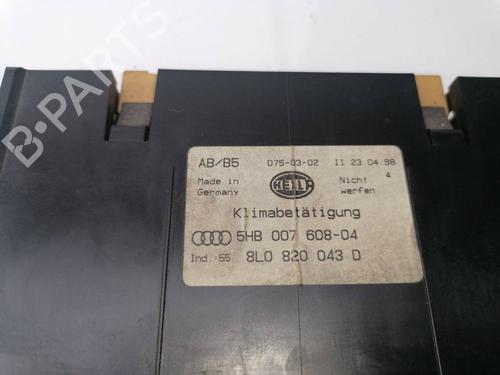 AB/B5 D75-03-02 II 23.04.98
Made in Germany
HELLA
Nicht 4
werfen
Klimabetätigung
5HB 007 608-04
Ind. 55 8L0 820 043 D
B-PARTS